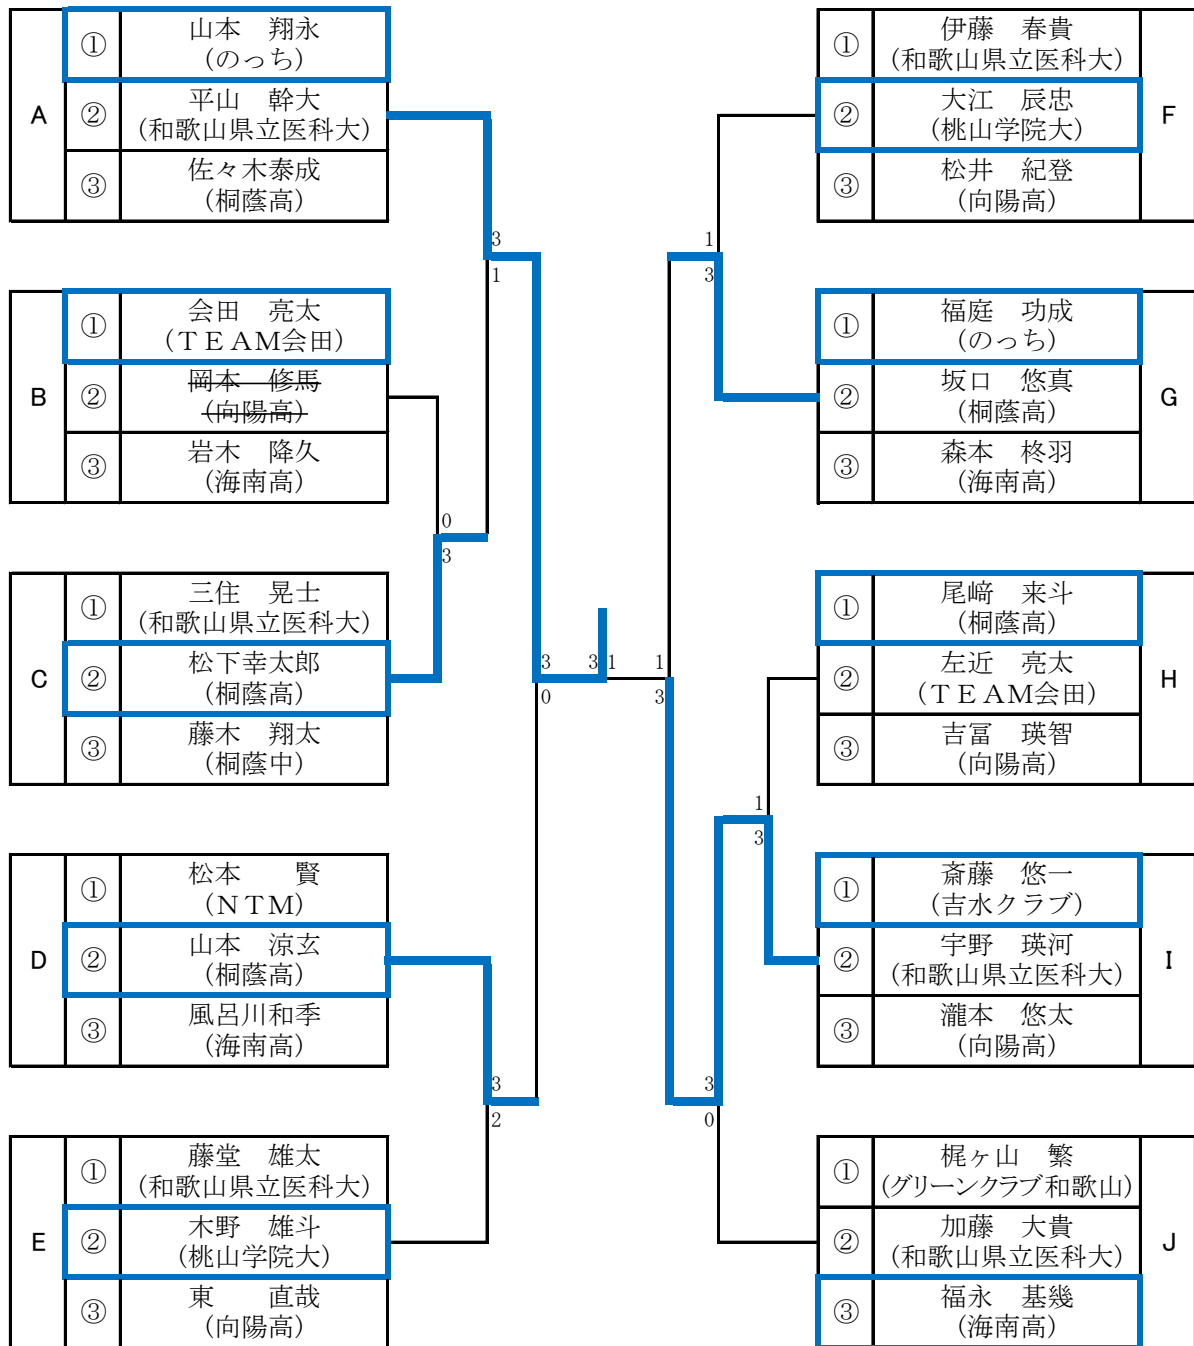 A
①
山本　翔永
(のっち)
②
平山　幹大
(和歌山県立医科大)
③
佐々木泰成
(桐蔭高)
3
1
B
①
会田　亮太
(ＴＥＡＭ会田)
②
岡本　修馬
(向陽高)
③
岩木　降久
(海南高)
0
3
C
①
三住　晃士
(和歌山県立医科大)
②
松下幸太郎
(桐蔭高)
③
藤木　翔太
(桐蔭中)
3
0
3
1
1
3
D
①
松本　　賢
(ＮＴＭ)
②
山本　涼玄
(桐蔭高)
③
風呂川和季
(海南高)
3
2
E
①
藤堂　雄太
(和歌山県立医科大)
②
木野　雄斗
(桃山学院大)
③
東　　直哉
(向陽高)
F
①
伊藤　春貴
(和歌山県立医科大)
②
大江　辰忠
(桃山学院大)
③
松井　紀登
(向陽高)
1
3
G
①
福庭　功成
(のっち)
②
坂口　悠真
(桐蔭高)
③
森本　柊羽
(海南高)
H
①
尾﨑　来斗
(桐蔭高)
②
左近　亮太
(ＴＥＡＭ会田)
③
吉冨　瑛智
(向陽高)
1
3
I
①
斎藤　悠一
(吉水クラブ)
②
宇野　瑛河
(和歌山県立医科大)
③
瀧本　悠太
(向陽高)
3
0
J
①
梶ヶ山　繁
(グリーンクラブ和歌山)
②
加藤　大貴
(和歌山県立医科大)
③
福永　基幾
(海南高)